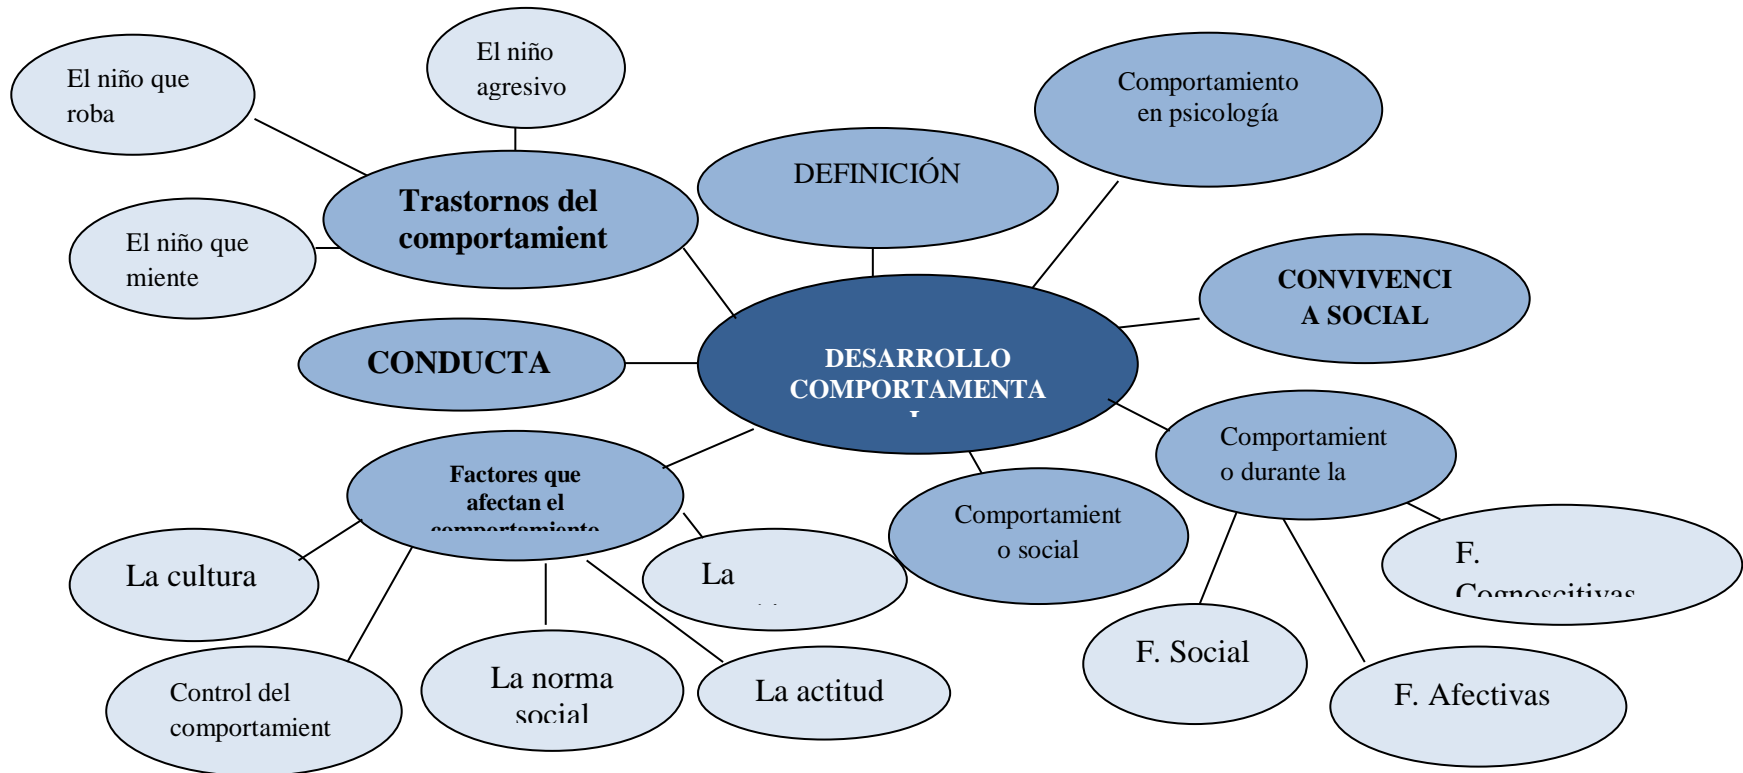 El niño
agresivo
El niño que
roba
Comportamiento
en psicología
DEFINICIÓN
Trastornos del
comportamient
El niño que
miente
CONVIVENCI
A SOCIAL
CONDUCTA
DESARROLLO
COMPORTAMENTA
Comportamient
o durante la
Factores que
afectan el
comportamiento
Comportamient
o social
F.
Cognoscitivas
La cultura
La
F. Social
La norma
social
La actitud
Control del
comportamient
F. Afectivas